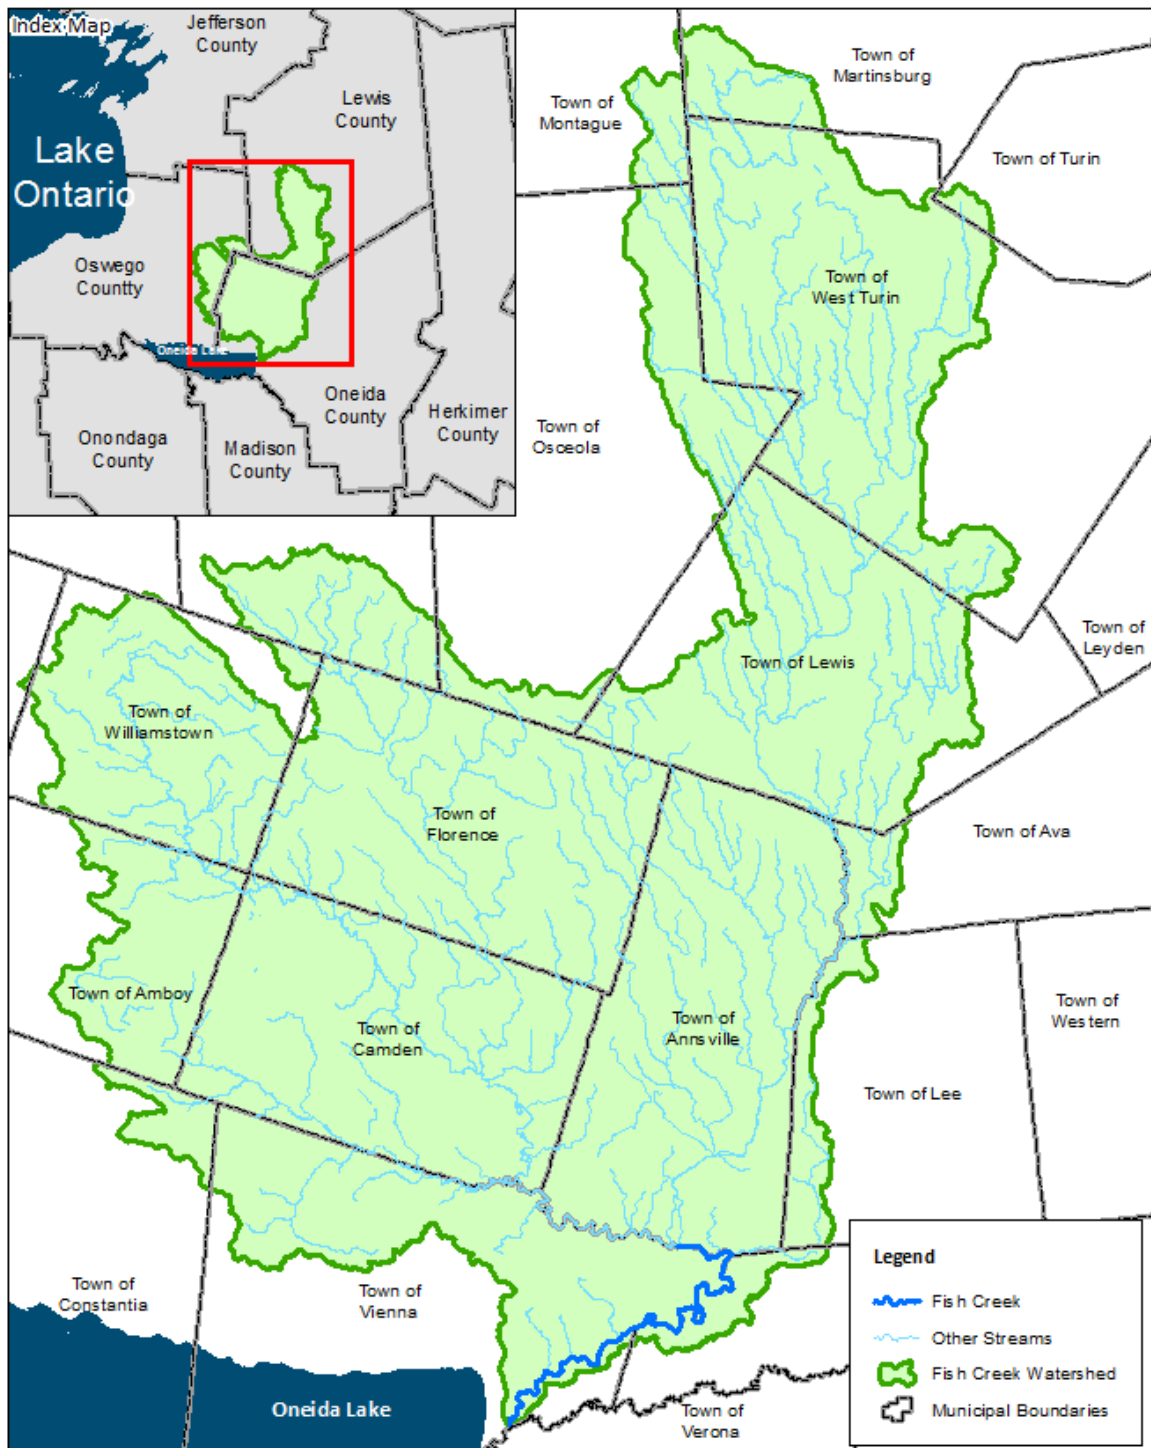 Index Map
Jefferson
County
Lewis
County
Lake
Ontario
Oswego
Countty
Oneida Lake
Oneida
County
Herkimer
County
Onondaga
County
Madison
County
Town of
Martinsburg
Town of
Montague
Town of Turin
Town of
West Turin
Town of
Osceola
Town of
Leyden
Town of Lewis
Town of
Williamstown
Town of
Florence
Town of Ava
Town of Amboy
Town of
Camden
Town of
Annsville
Town of
Western
Town of Lee
Town of
Constantia
Town of
Vienna
Oneida Lake
Town of
Verona
Legend
Fish Creek
Other Streams
Fish Creek Watershed
Municipal Boundaries